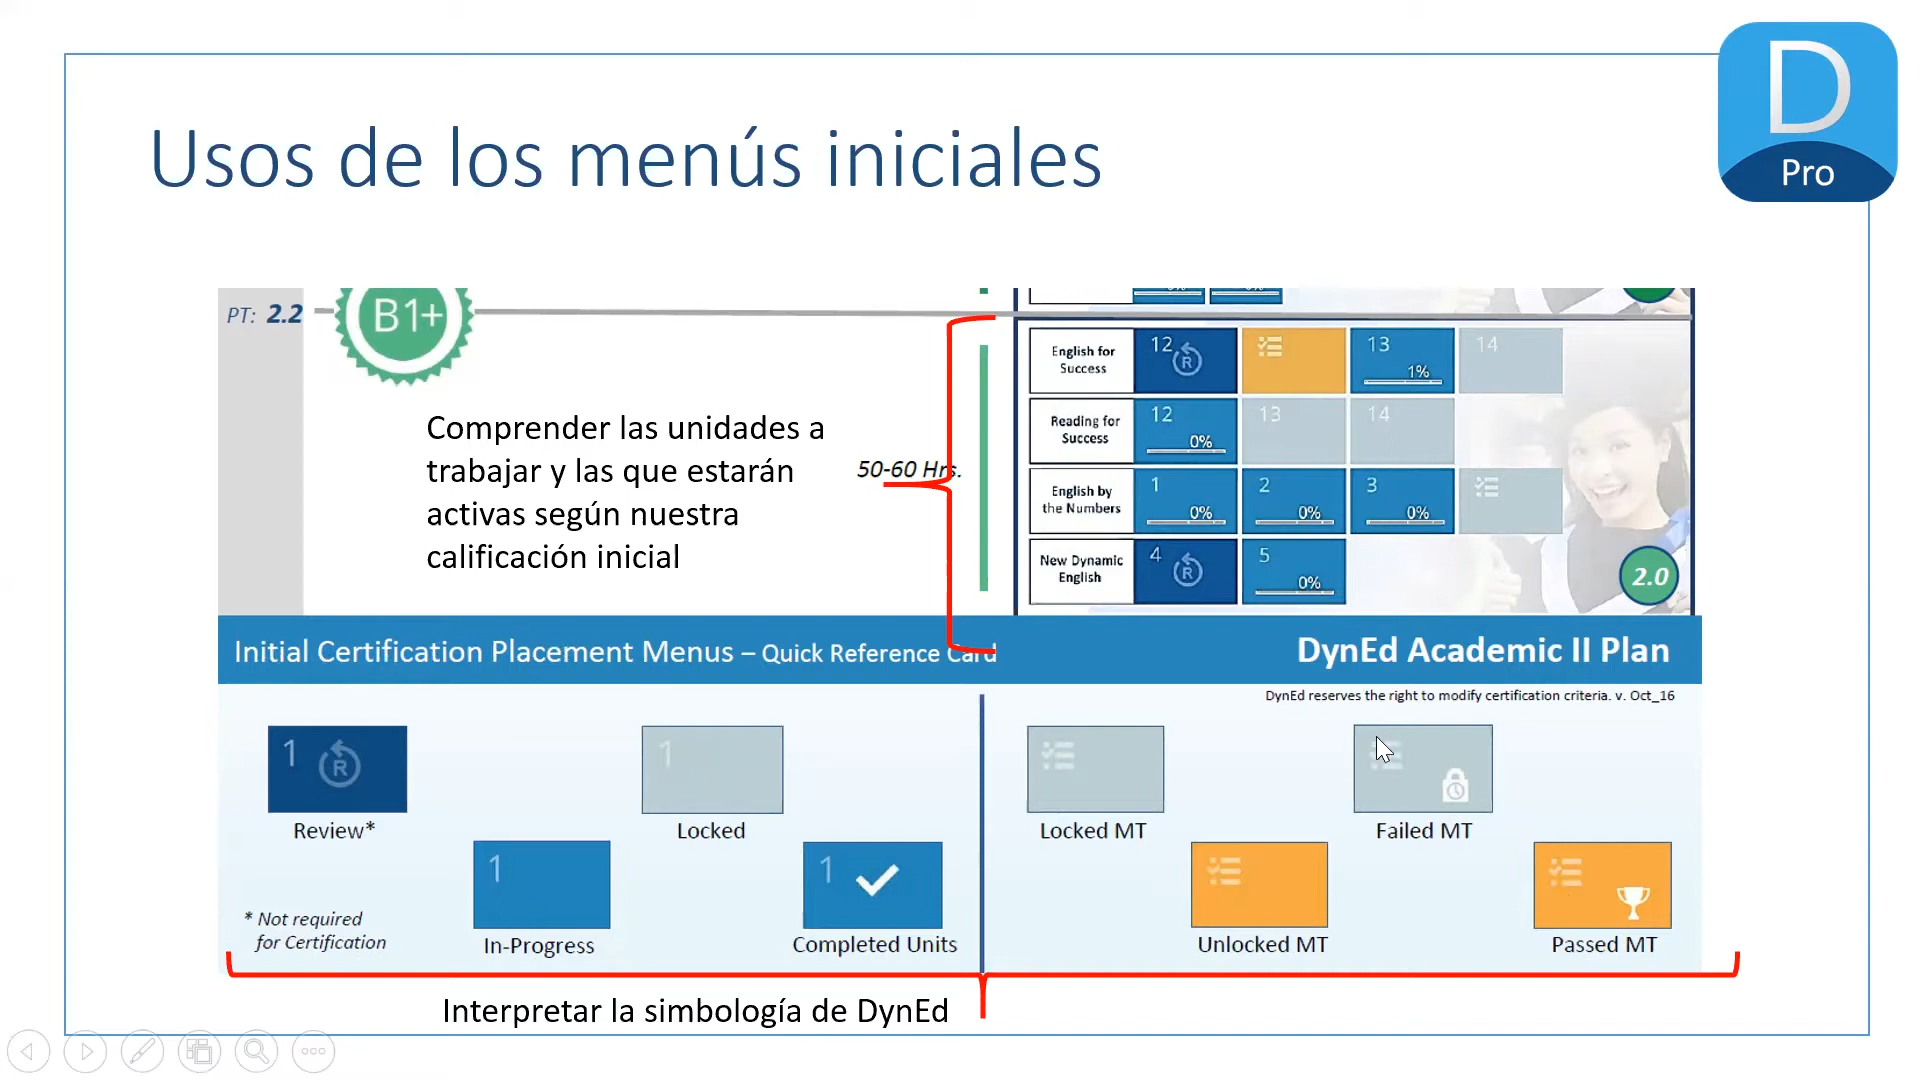 D
Pro
Usos de los menús iniciales
PT: 2.2
B1+
Comprender las unidades a
trabajar y las que estarán
activas según nuestra
calificación inicial
50-60 Hrs.
English for
Success
12
R
13
1%
14
Reading for
Success
12
0%
13
14
English by
the Numbers
1
0%
2
0%
3
0%
New Dynamic
English
4
R
5
0%
2.0
Initial Certification Placement Menus – Quick Reference Card
DynEd Academic II Plan
DynEd reserves the right to modify certification criteria. v. Oct_16
1
R
Review*
1
Locked
1
In-Progress
1
Completed Units
* Not required
for Certification
Locked MT
Failed MT
Unlocked MT
Passed MT
Interpretar la simbología de DynEd